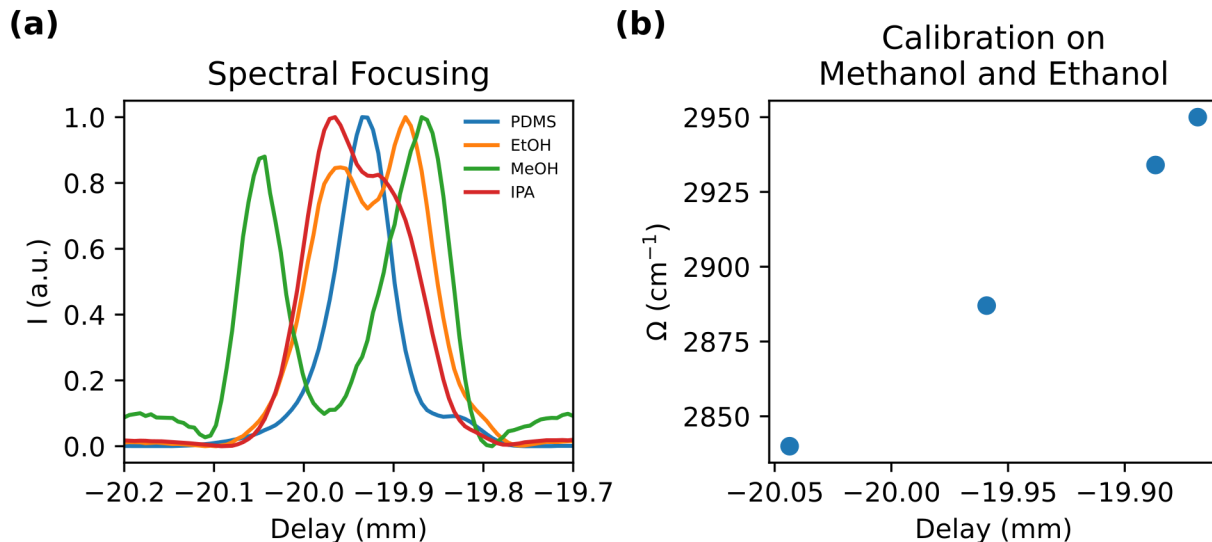 (a)
Spectral Focusing
I (a.u.)
1.0
0.8
0.6
0.4
0.2
0.0
PDMS
EtOH
MeOH
IPA
−20.2 −20.1 −20.0 −19.9 −19.8 −19.7
Delay (mm)
(b)
Calibration on
Methanol and Ethanol
Ω (cm⁻¹)
2950
2925
2900
2875
2850
−20.05 −20.00 −19.95 −19.90
Delay (mm)